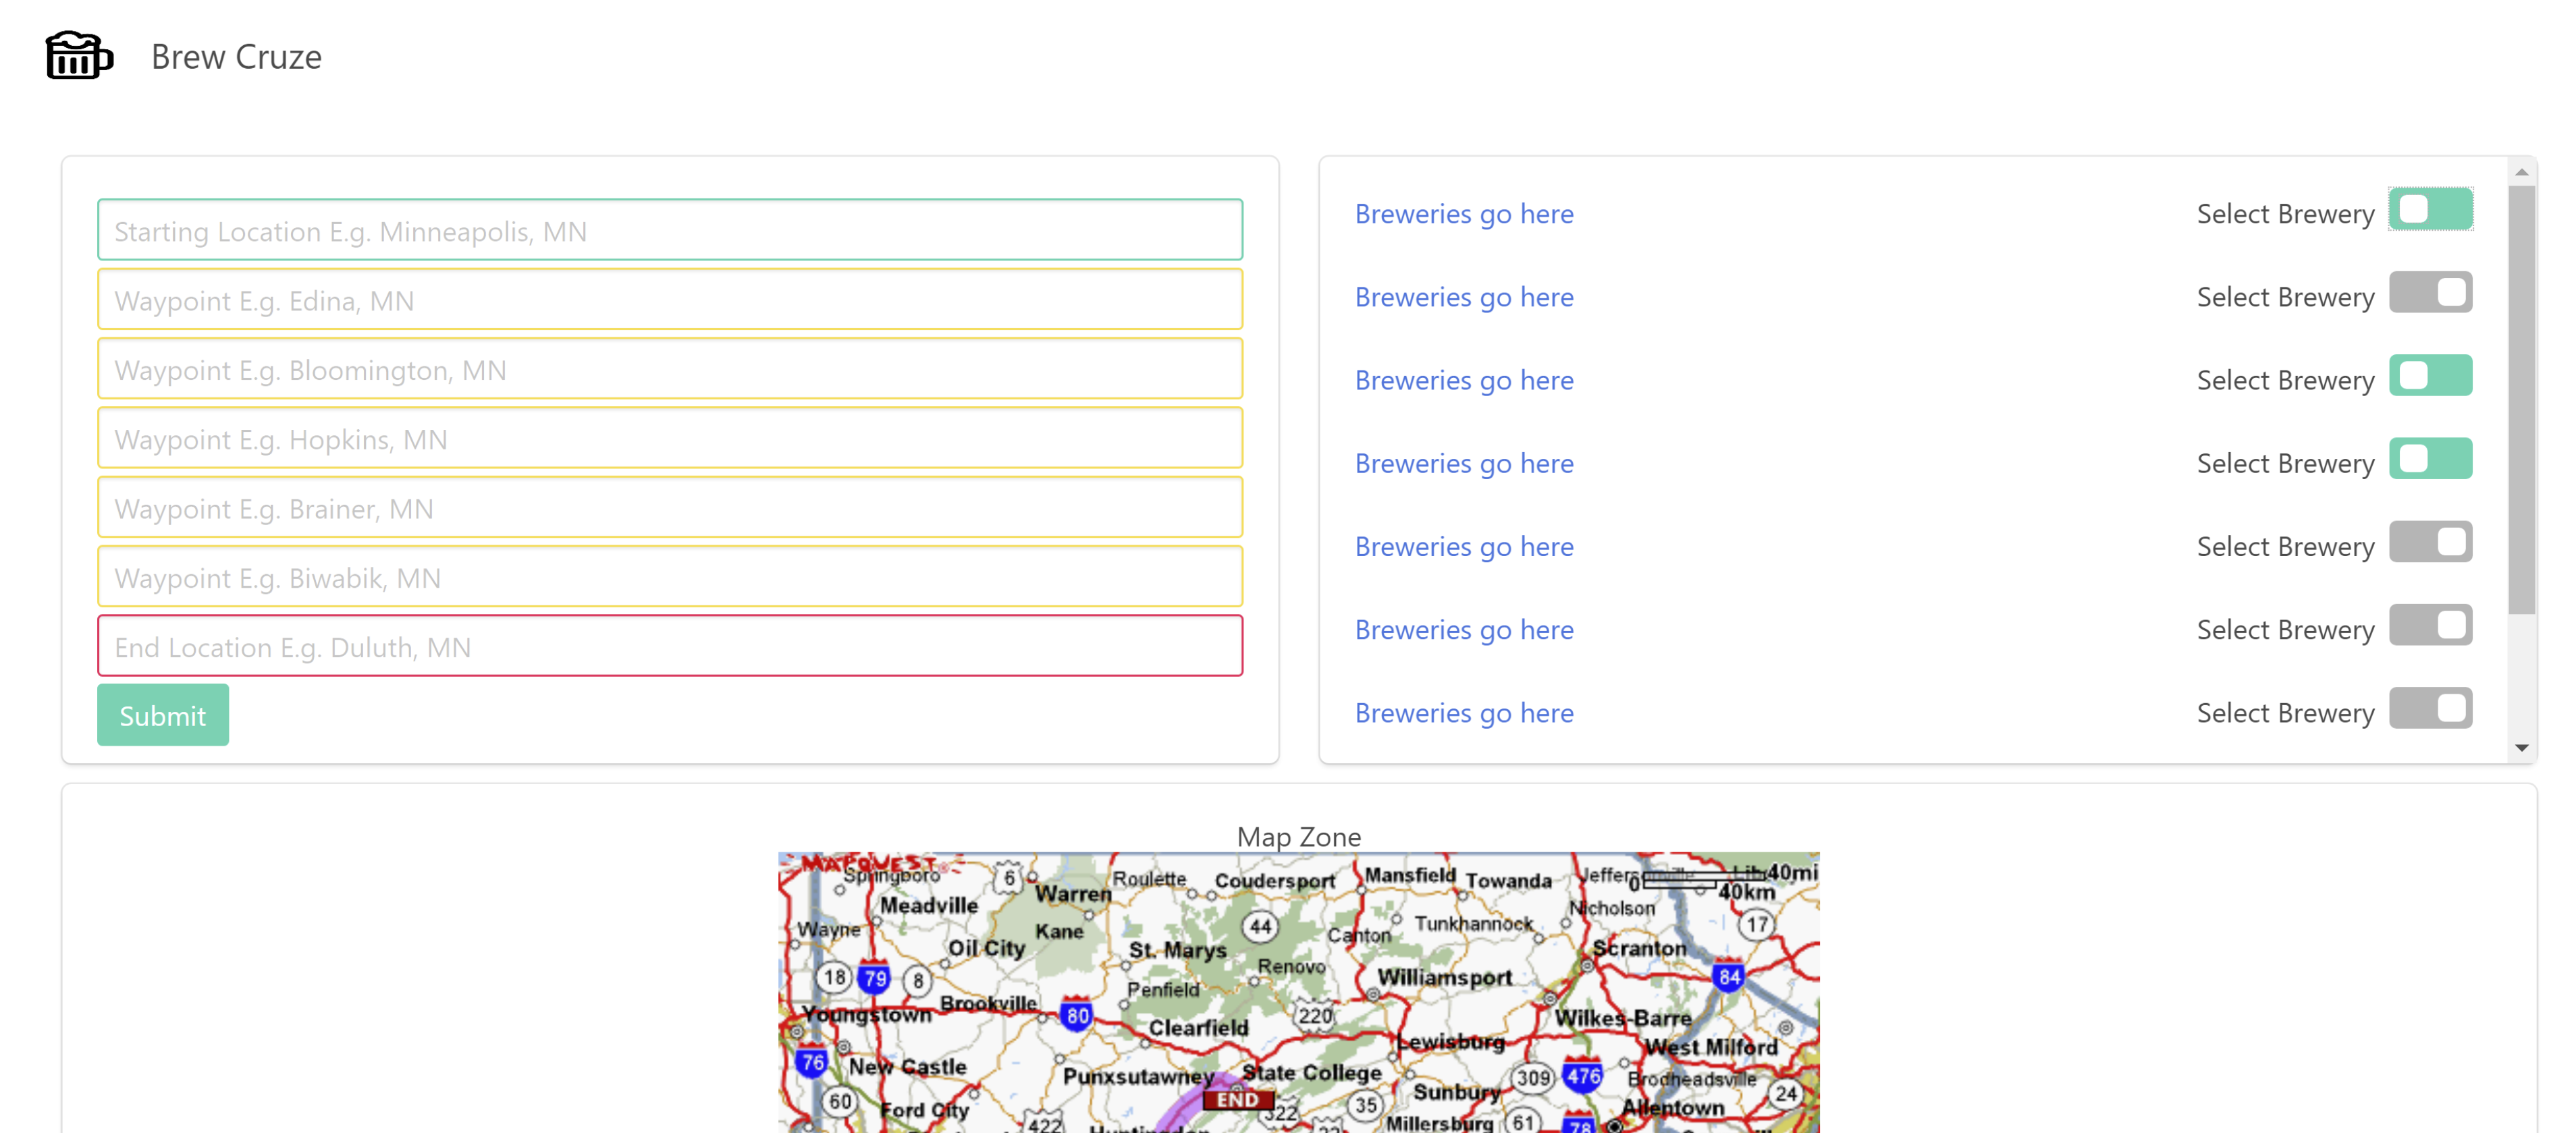 Brew Cruze
Starting Location E.g. Minneapolis, MN
Waypoint E.g. Edina, MN
Waypoint E.g. Bloomington, MN
Waypoint E.g. Hopkins, MN
Waypoint E.g. Brainer, MN
Waypoint E.g. Biwabik, MN
End Location E.g. Duluth, MN
Submit
Breweries go here Select Brewery
Breweries go here Select Brewery
Breweries go here Select Brewery
Breweries go here Select Brewery
Breweries go here Select Brewery
Breweries go here Select Brewery
Breweries go here Select Brewery
Map Zone
MAPQUEST
Springboro 6 Warren Roulette Coudersport Mansfield Towanda 0 40mi
40km
Meadville Nicholson
Wayne Kane 44 Canton Tunkhannock 17
Oil City St. Marys Scranton
18 79 8 Renovo Williamsport 84
Penfield
Brookville 80 220 Wilkes-Barre
Youngstown Clearfield
Lewisburg West Milford
76 New Castle Punxsutawney State College 309 476 Brodheadsville
Sunbury 24
60 Ford City END 322 35 Allentown
422 Millersburg 61 78